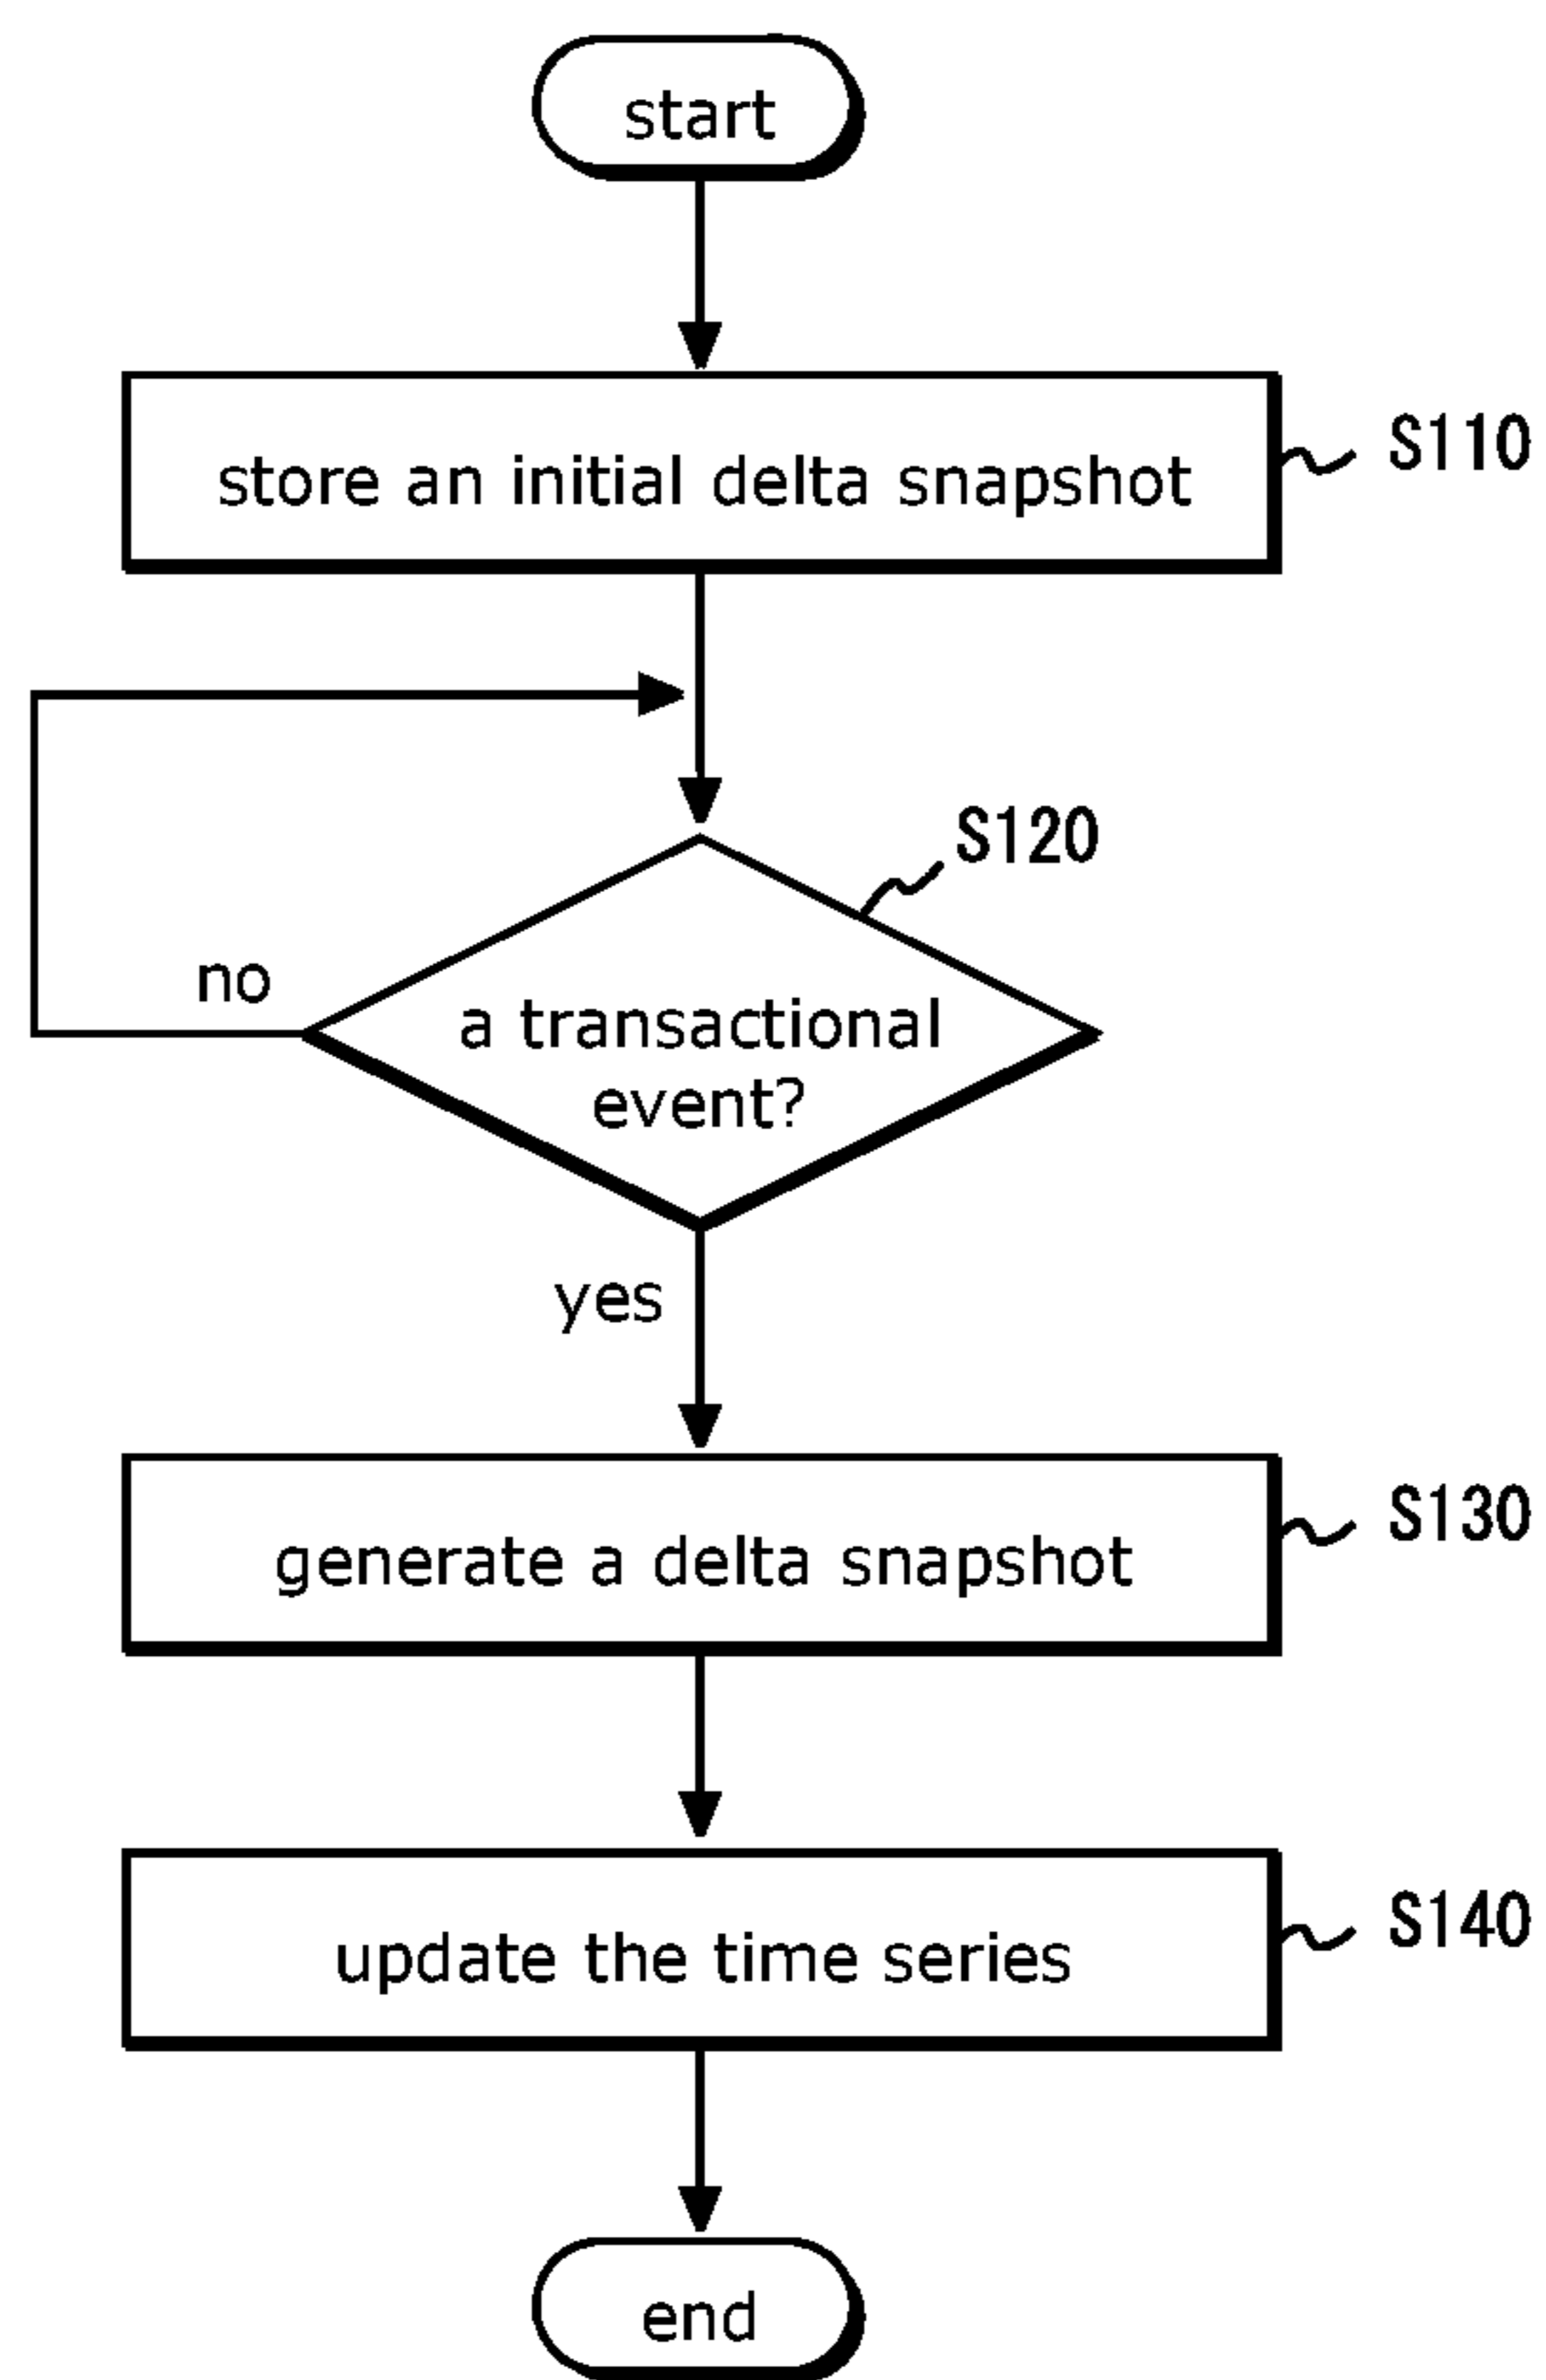 start
store an initial delta snapshot
S110
S120
no
a transactional
event?
yes
generate a delta snapshot
S130
update the time series
S140
end